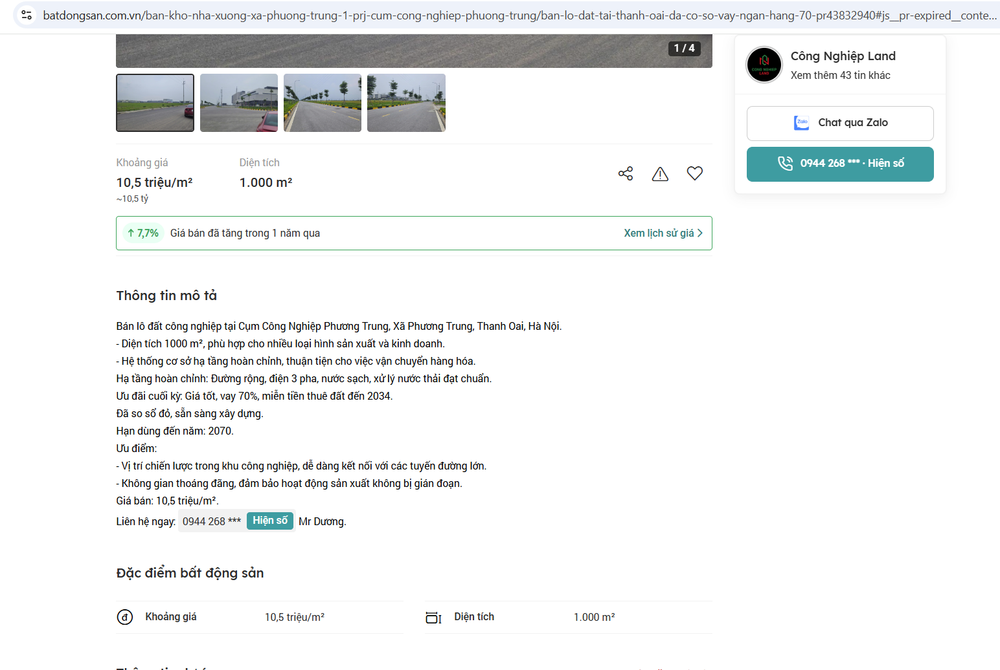 batdongsan.com.vn/ban-kho-nha-xuong-xa-phuong-trung-1-prj-cum-cong-nghiep-phuong-trung/ban-lo-dat-tai-thanh-oai-da-co-so-vay-ngan-hang-70-pr43832940#js__pr-expired__conte...
1 / 4
CONG NGHIEP
LAND
Công Nghiệp Land
Xem thêm 43 tin khác
Zalo
Chat qua Zalo
0944 268 *** · Hiện số
Khoảng giá
Diện tích
10,5 triệu/m²
1.000 m²
~10,5 tỷ
7,7%
Giá bán đã tăng trong 1 năm qua
Xem lịch sử giá
Thông tin mô tả
Bán lô đất công nghiệp tại Cụm Công Nghiệp Phương Trung, Xã Phương Trung, Thanh Oai, Hà Nội.
- Diện tích 1000 m², phù hợp cho nhiều loại hình sản xuất và kinh doanh.
- Hệ thống cơ sở hạ tầng hoàn chỉnh, thuận tiện cho việc vận chuyển hàng hóa.
Hạ tầng hoàn chỉnh: Đường rộng, điện 3 pha, nước sạch, xử lý nước thải đạt chuẩn.
Ưu đãi cuối kỳ: Giá tốt, vay 70%, miễn tiền thuê đất đến 2034.
Đã so sổ đỏ, sẵn sàng xây dựng.
Hạn dùng đến năm: 2070.
Ưu điểm:
- Vị trí chiến lược trong khu công nghiệp, dễ dàng kết nối với các tuyến đường lớn.
- Không gian thoáng đãng, đảm bảo hoạt động sản xuất không bị gián đoạn.
Giá bán: 10,5 triệu/m².
Liên hệ ngay: 0944 268 *** Hiện số Mr Dương.
Đặc điểm bất động sản
đ
Khoảng giá
10,5 triệu/m²
Diện tích
1.000 m²